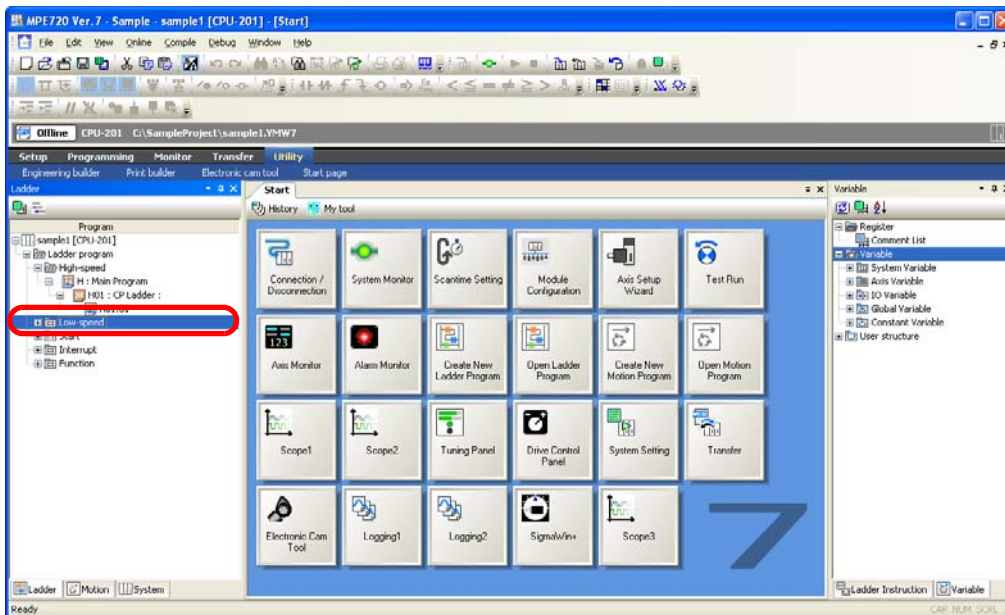 MPE720 Ver. 7 - Sample - sample1 [CPU-201] - [Start]
File Edit View Online Compile Debug Window Help
Offline CPU-201 C:\SampleProject\sample1.YMW7
Setup Programming Monitor Transfer Utility
Engineering builder Print builder Electronic cam tool Start page
Ladder
Program
sample1 [CPU-201]
Ladder program
High-speed
H : Main Program
H01 : CP Ladder :
H01.01
Low-speed
Start
Interrupt
Function
Ladder Motion System
Start
History My tool
Connection / Disconnection
System Monitor
Scantime Setting
Module Configuration
Axis Setup Wizard
Test Run
Axis Monitor
Alarm Monitor
Create New Ladder Program
Open Ladder Program
Create New Motion Program
Open Motion Program
Scope1
Scope2
Tuning Panel
Drive Control Panel
System Setting
Transfer
Electronic Cam Tool
Logging1
Logging2
SigmaWin+
Scope3
7
Variable
Register
Comment List
Variable
System Variable
Axis Variable
IO Variable
Global Variable
Constant Variable
User structure
Ladder Instruction Variable
Ready
CAP NUM SCRL